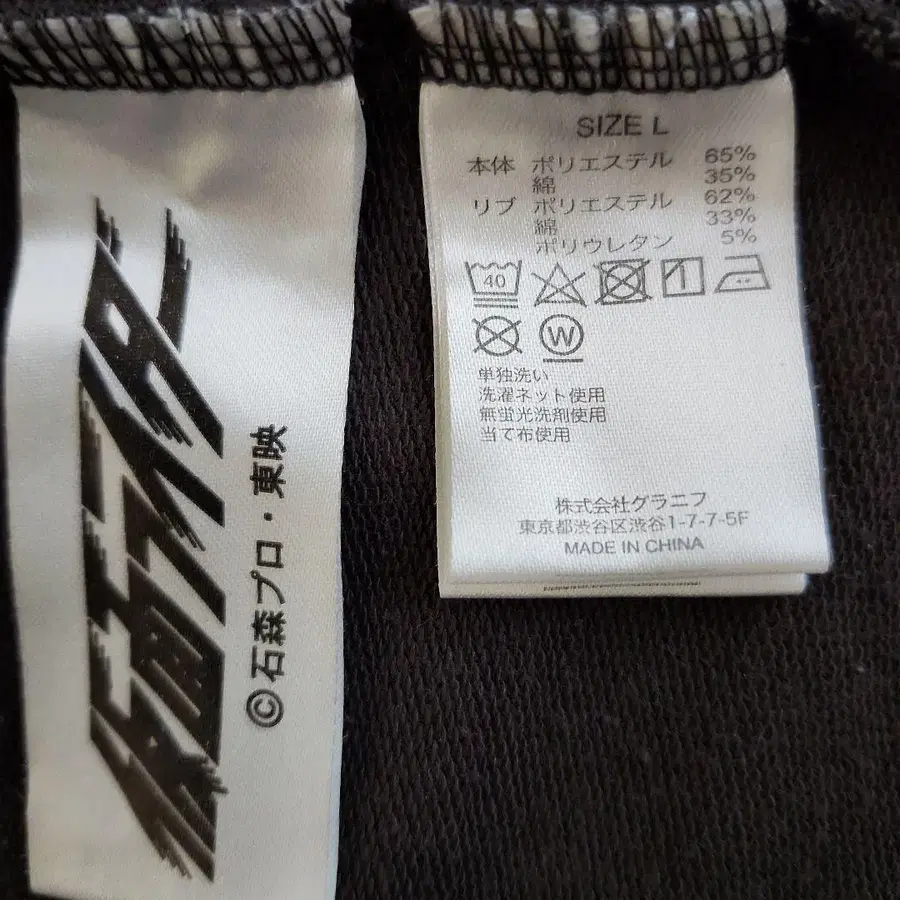 仮面ライダー
©石森プロ・東映
SIZE L
本体 ポリエステル 65%
綿 35%
リブ ポリエステル 62%
綿 33%
ポリウレタン 5%
40
W
単独洗い
洗濯ネット使用
無蛍光洗剤使用
当て布使用
株式会社グラニフ
東京都渋谷区渋谷1-7-7-5F
MADE IN CHINA